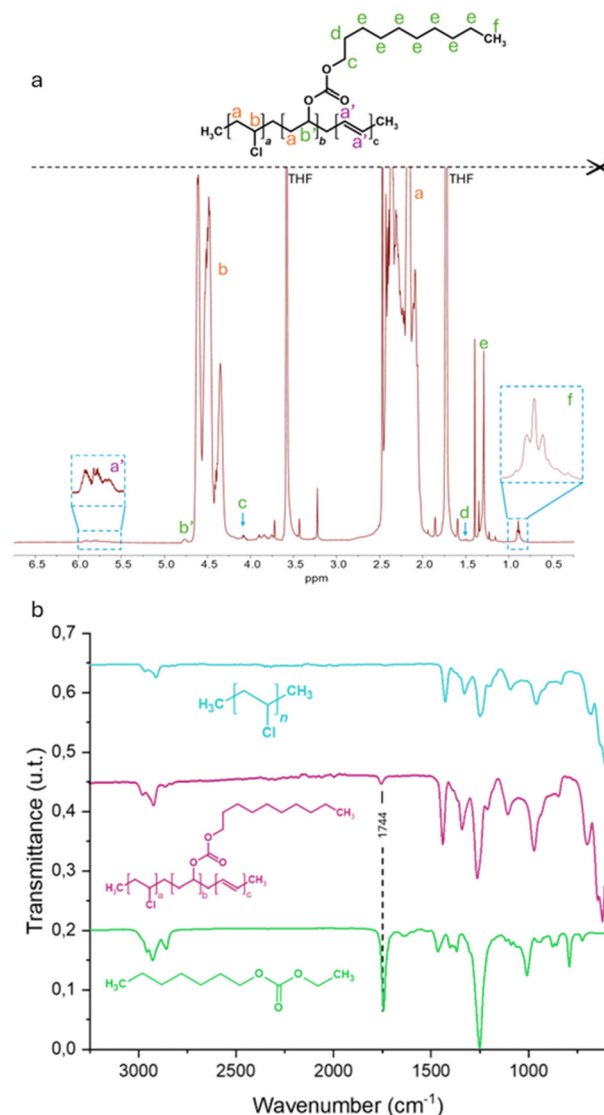 a
e e e e
d e e e e f
CH₃
c
O
O O
a b a'
H₃C [ ]a [ ]b [ ]c CH₃
Cl a b' a'
THF THF
a
b
e
f
a'
b' c d
6.5 6.0 5.5 5.0 4.5 4.0 3.5 3.0 2.5 2.0 1.5 1.0 0.5
ppm
b
0,7
0,6
0,5
0,4
0,3
0,2
0,1
0,0
Transmittance (u.t.)
H₃C [ ]n CH₃
Cl
CH₃
O
O O
H₃C [ ]a [ ]b [ ]c CH₃
Cl
1744
H₃C O O CH₃
O
3000 2500 2000 1500 1000
Wavenumber (cm⁻¹)